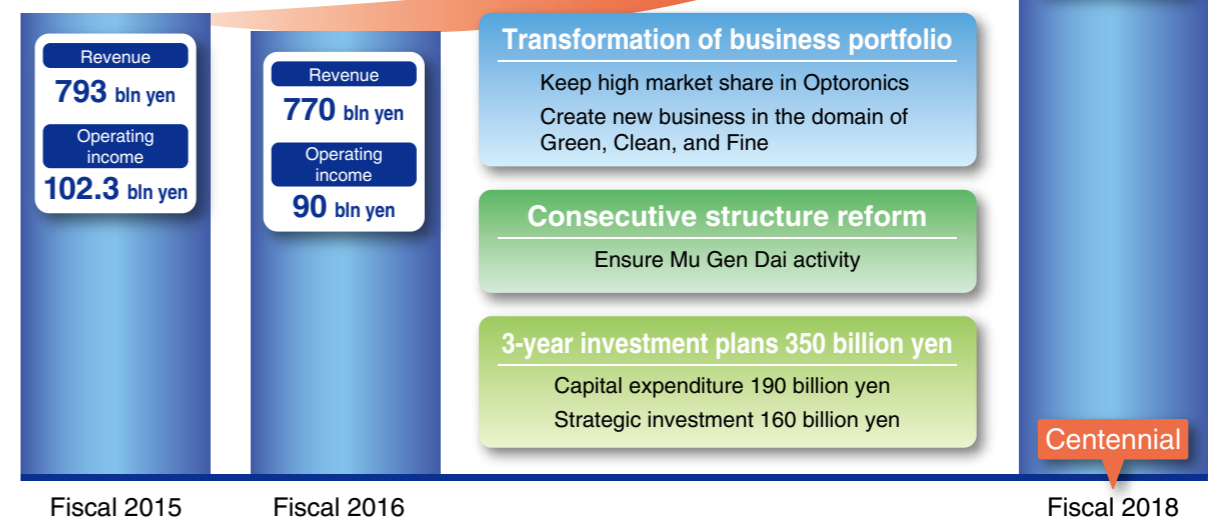 Revenue
793 bln yen
Operating
income
102.3 bln yen
Revenue
770 bln yen
Operating
income
90 bln yen
Transformation of business portfolio
Keep high market share in Optoronics
Create new business in the domain of
Green, Clean, and Fine
Consecutive structure reform
Ensure Mu Gen Dai activity
3-year investment plans 350 billion yen
Capital expenditure 190 billion yen
Strategic investment 160 billion yen
Centennial
Fiscal 2015
Fiscal 2016
Fiscal 2018